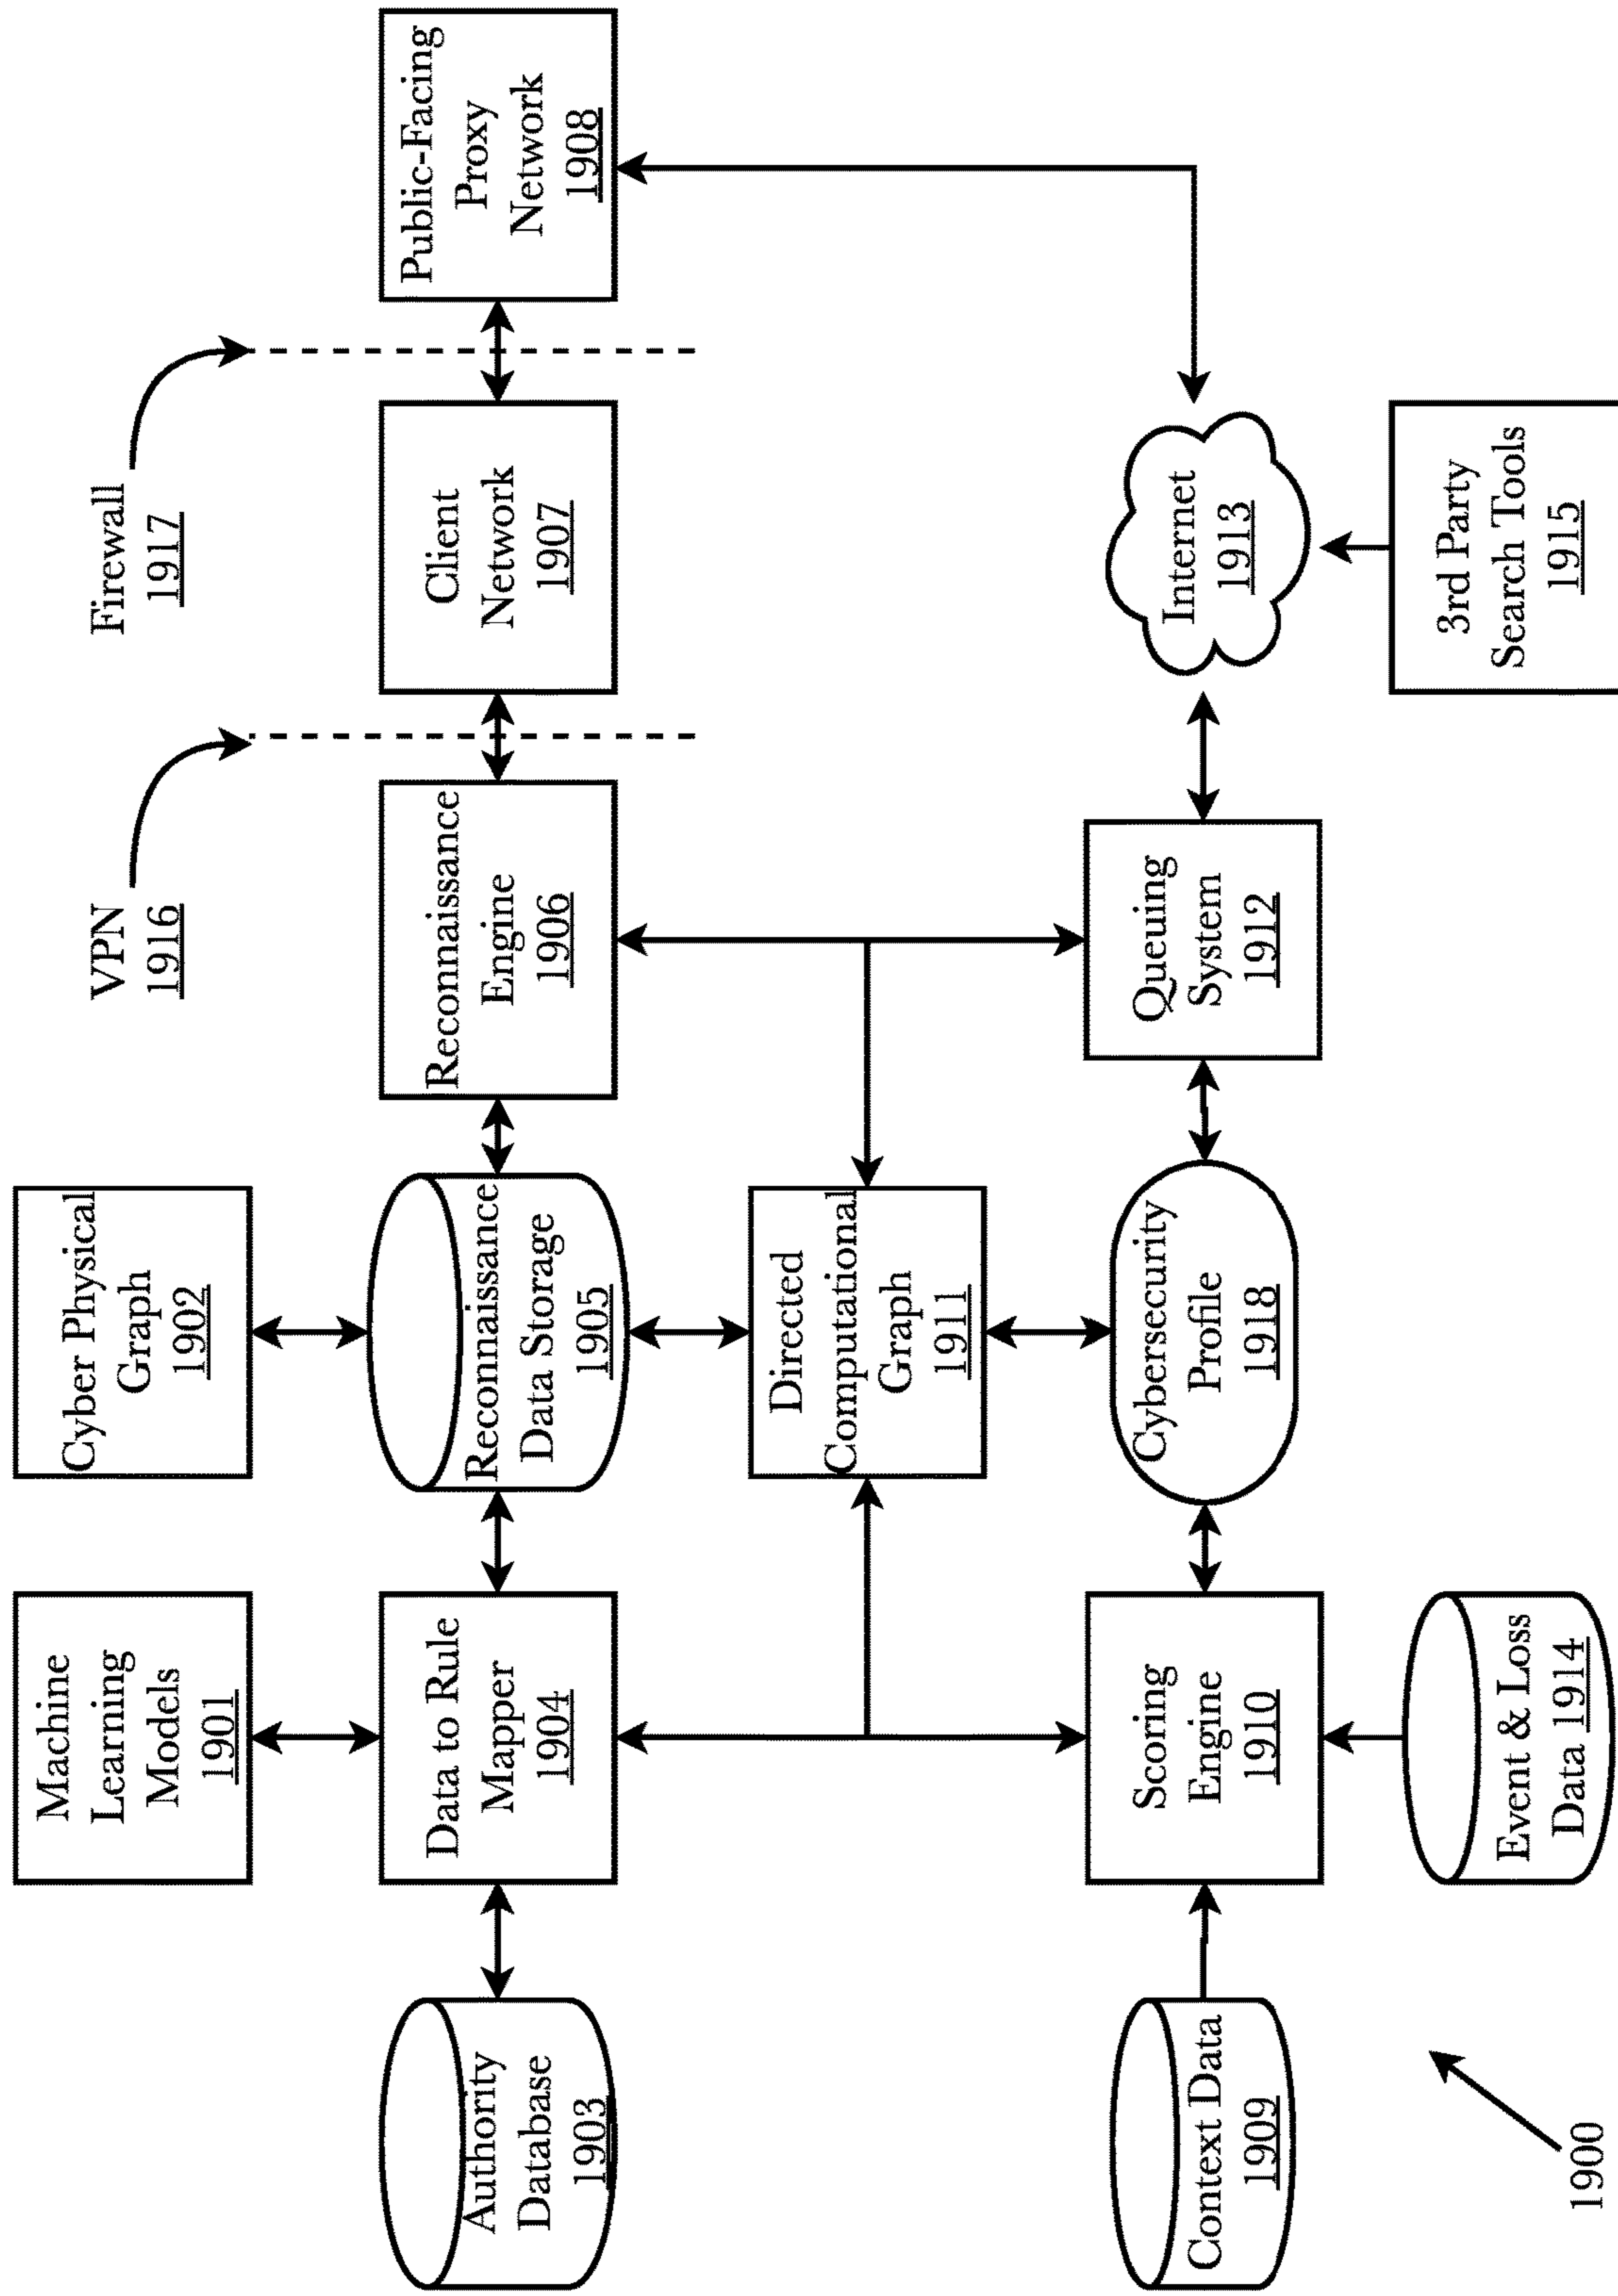 Machine
Learning
Models
1901
Cyber Physical
Graph
1902
VPN
1916
Firewall
1917
Authority
Database
1903
Data to Rule
Mapper
1904
Reconnaissance
Data Storage
1905
Reconnaissance
Engine
1906
Client
Network
1907
Public-Facing
Proxy
Network
1908
Directed
Computational
Graph
1911
Context Data
1909
Scoring
Engine
1910
Cybersecurity
Profile
1918
Queuing
System
1912
Internet
1913
Event & Loss
Data 1914
3rd Party
Search Tools
1915
1900